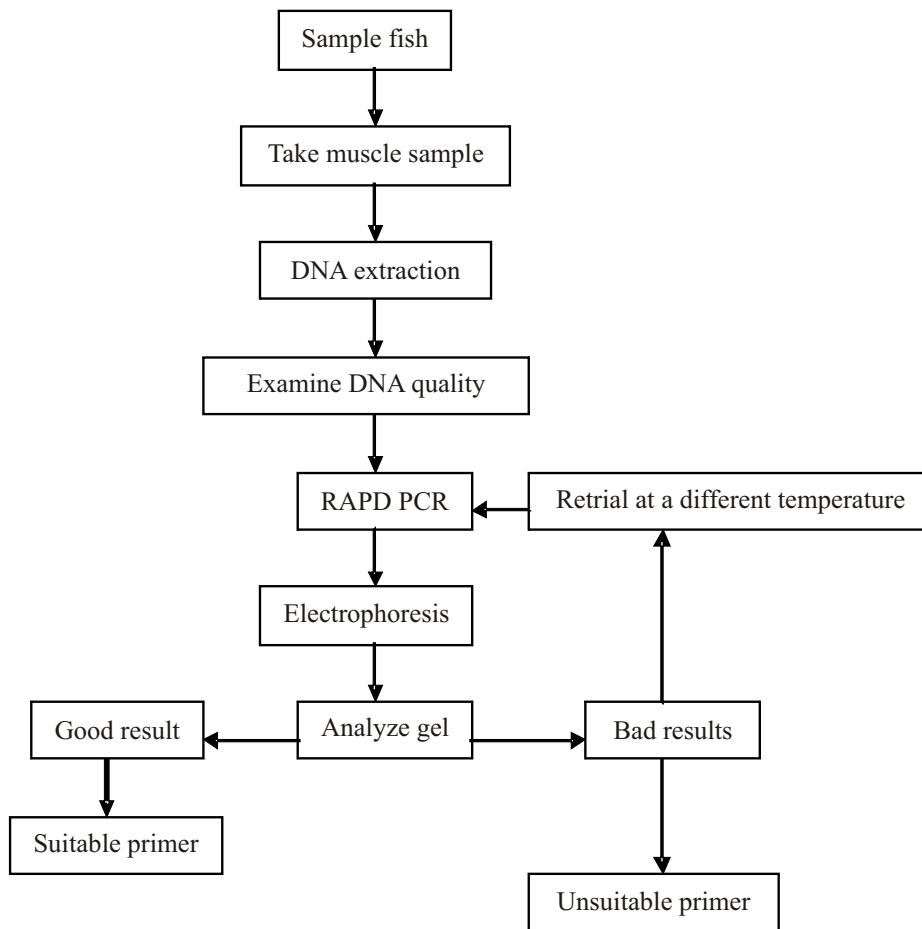 Sample fish
Take muscle sample
DNA extraction
Examine DNA quality
RAPD PCR
Retrial at a different temperature
Electrophoresis
Good result
Analyze gel
Bad results
Suitable primer
Unsuitable primer